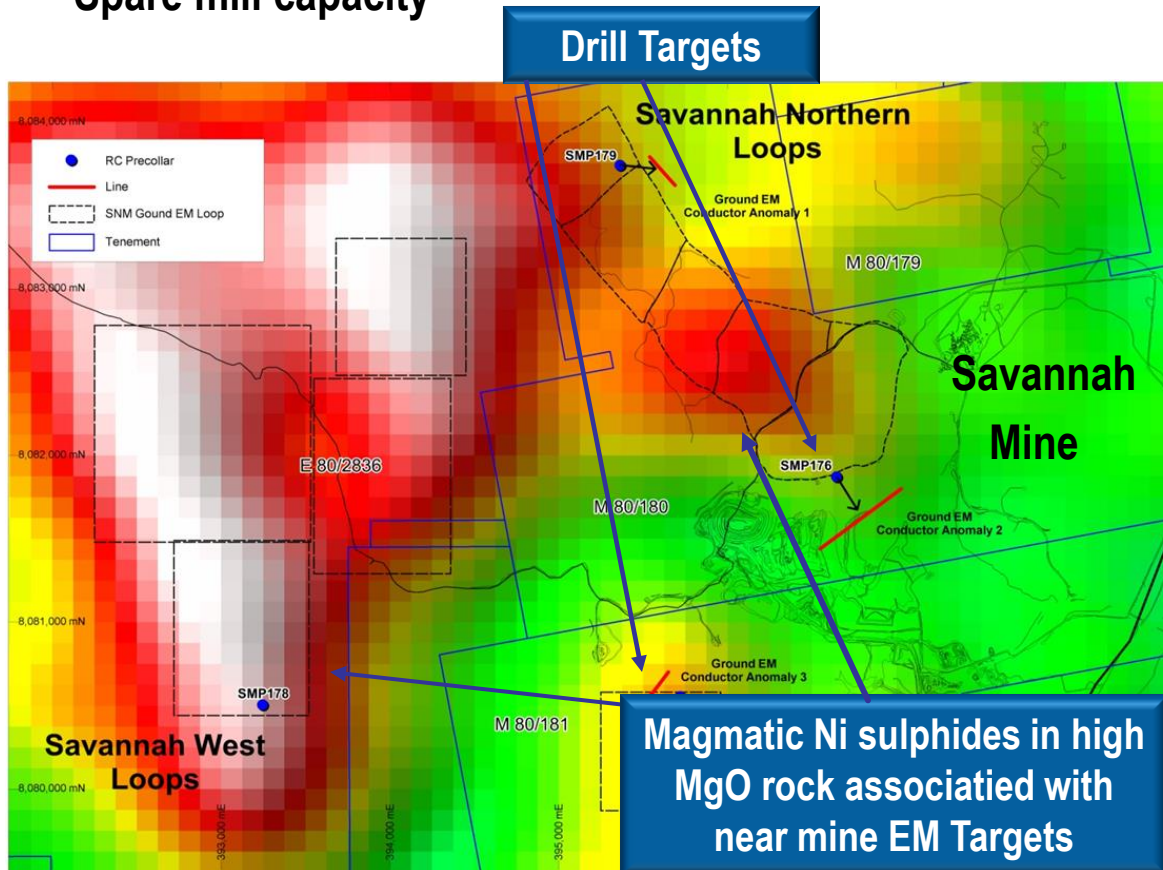 Spare mill capacity
Drill Targets
8,084,000 mN
Savannah Northern
Loops
RC Precollar
Line
SNM Gound EM Loop
Tenement
SMP179
Ground EM
Conductor Anomaly 1
M 80/179
8,083,000 mN
Savannah
Mine
8,082,000 mN
E 80/2836
SMP176
M 80/180
Ground EM
Conductor Anomaly 2
8,081,000 mN
Ground EM
Conductor Anomaly 3
SMP178
M 80/181
Savannah West
Loops
Magmatic Ni sulphides in high
MgO rock associatied with
near mine EM Targets
8,080,000 mN
393,000 mE
394,000 mE
395,000 mE